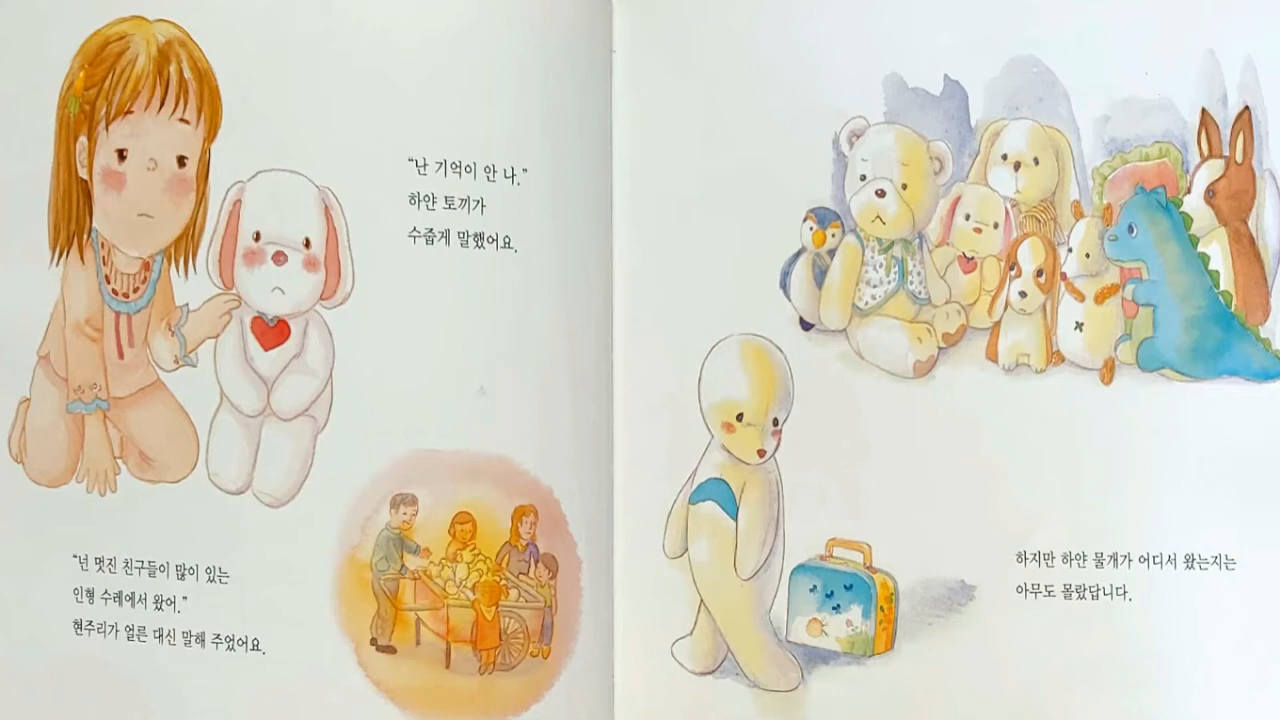 “난 기억이 안 나.”
하얀 토끼가
수줍게 말했어요.
“넌 멋진 친구들이 많이 있는
인형 수레에서 왔어.”
현주리가 얼른 대신 말해 주었어요.
하지만 하얀 물개가 어디서 왔는지는
아무도 몰랐답니다.